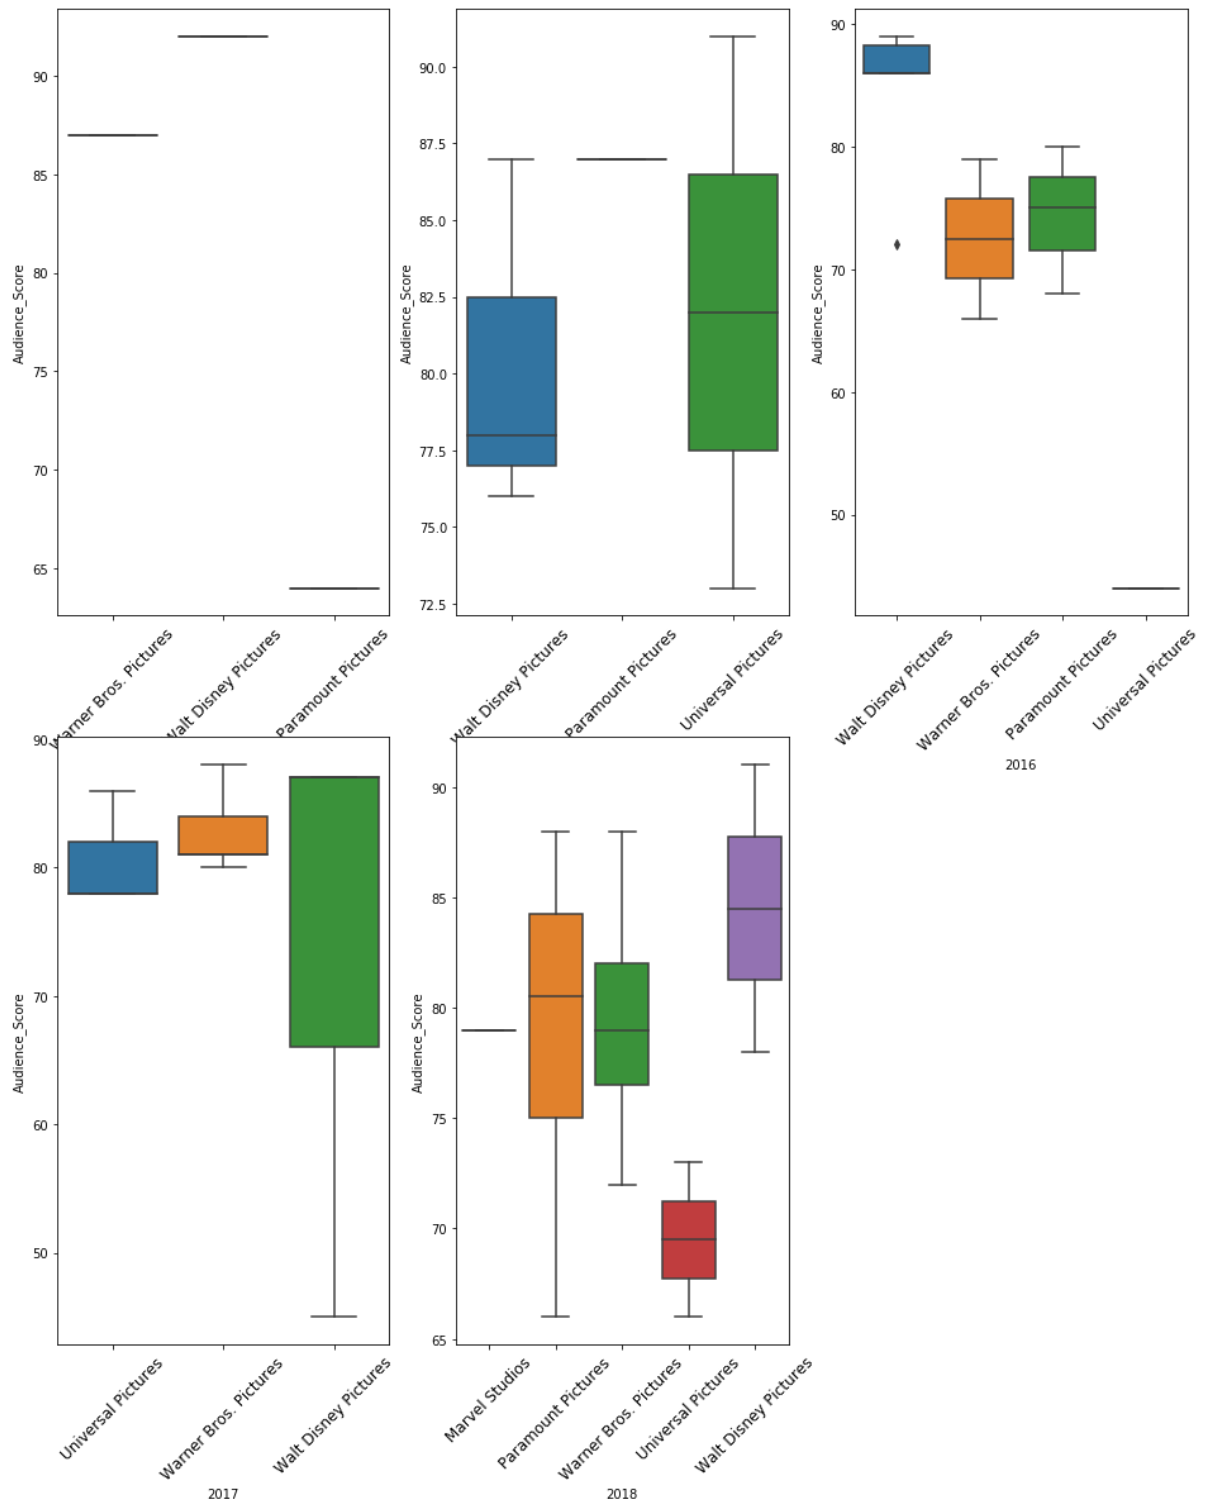 90
85
80
75
70
65
Audience_Score
Warner Bros. Pictures
Walt Disney Pictures
Paramount Pictures
90.0
87.5
85.0
82.5
80.0
77.5
75.0
72.5
Audience_Score
Walt Disney Pictures
Paramount Pictures
Universal Pictures
90
80
70
60
50
Audience_Score
Walt Disney Pictures
Warner Bros. Pictures
Paramount Pictures
Universal Pictures
2016
90
80
70
60
50
Audience_Score
Universal Pictures
Warner Bros. Pictures
Walt Disney Pictures
2017
90
85
80
75
70
65
Audience_Score
Marvel Studios
Paramount Pictures
Warner Bros. Pictures
Universal Pictures
Walt Disney Pictures
2018